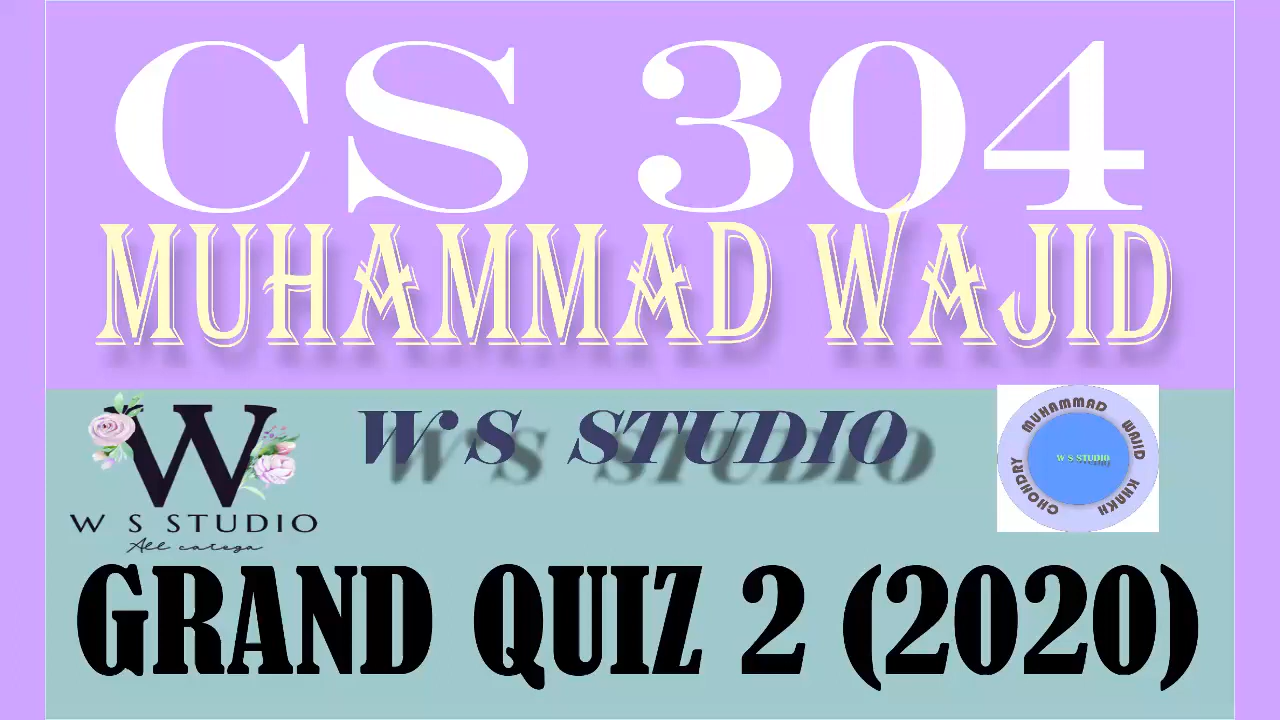 CS 304
MUHAMMAD WAJID
W
W S STUDIO
W S STUDIO
MUHAMMAD WAJID KHAKH CHOHDRY
W S STUDIO
GRAND QUIZ 2 (2020)